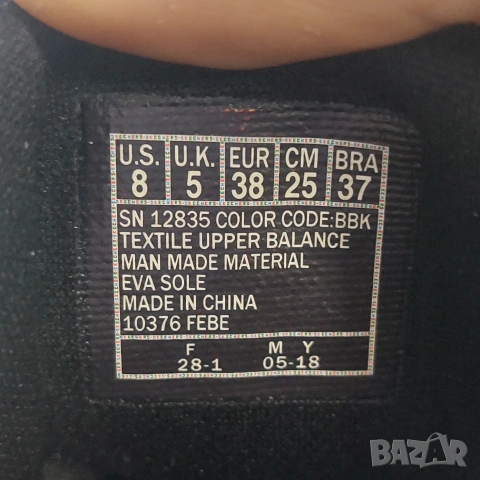 U.S. U.K. EUR CM BRA
8 5 38 25 37
SN 12835 COLOR CODE:BBK
TEXTILE UPPER BALANCE
MAN MADE MATERIAL
EVA SOLE
MADE IN CHINA
10376 FEBE
F M Y
28-1 05-18
BAZAR